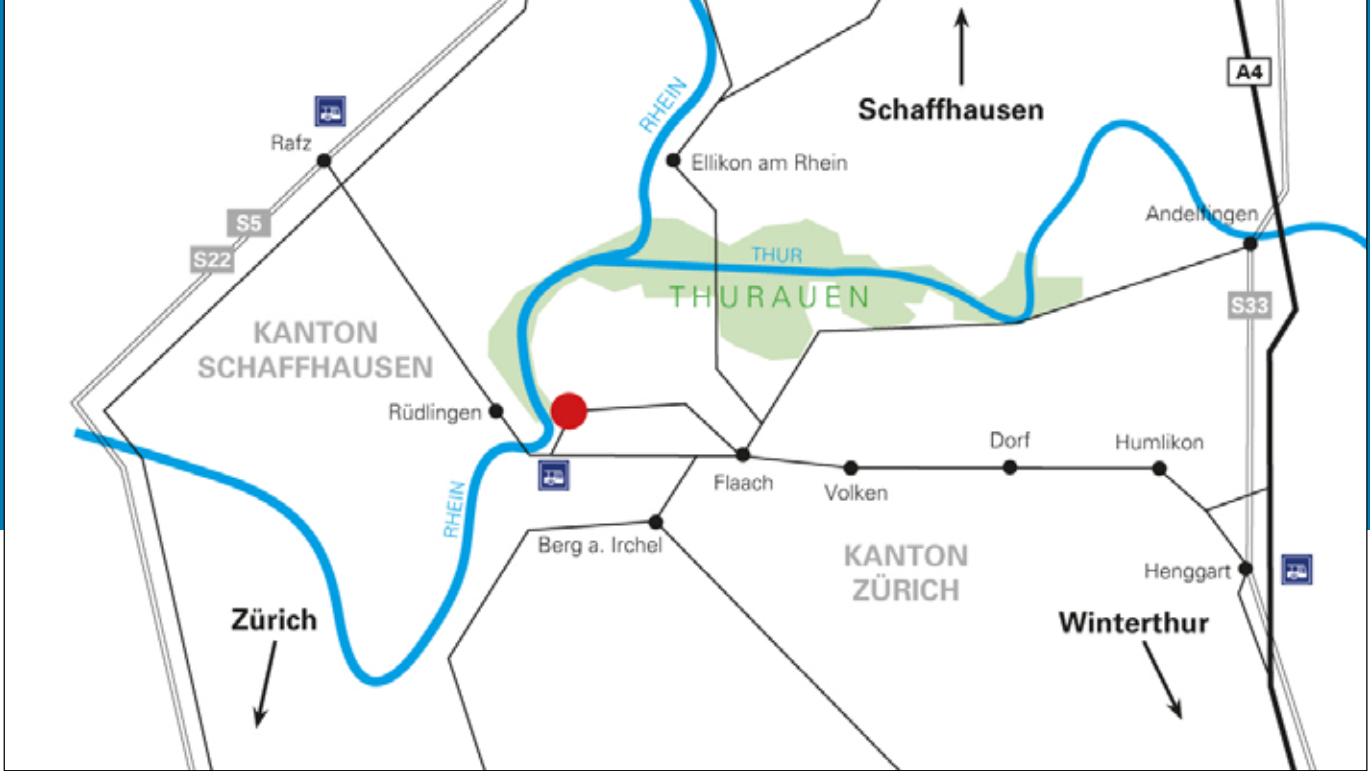 A4
Schaffhausen
RHEIN
Rafz
Ellikon am Rhein
S5
Andelfingen
S22
THUR
THURAUEN
S33
KANTON
SCHAFFHAUSEN
Rüdlingen
Dorf
Humlikon
Flaach
Volken
RHEIN
Berg a. Irchel
KANTON
ZÜRICH
Henggart
Zürich
Winterthur